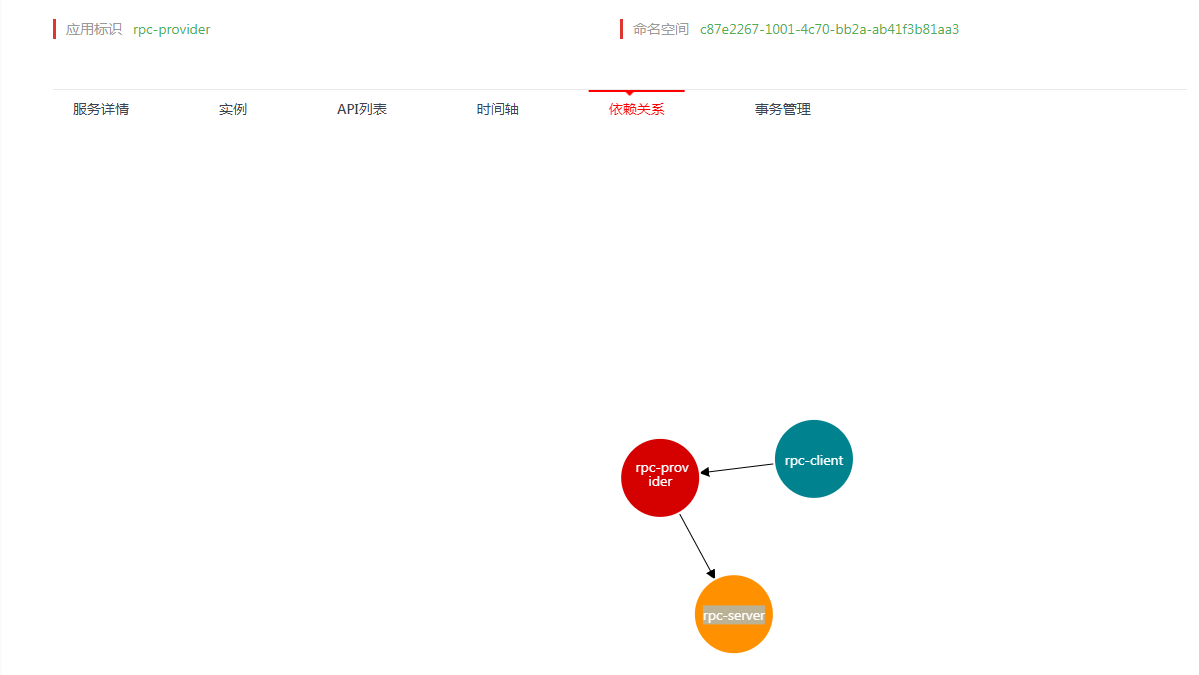 应用标识 rpc-provider 命名空间 c87e2267-1001-4c70-bb2a-ab41f3b81aa3
服务详情 实例 API列表 时间轴 依赖关系 事务管理
rpc-prov
ider
rpc-client
rpc-server